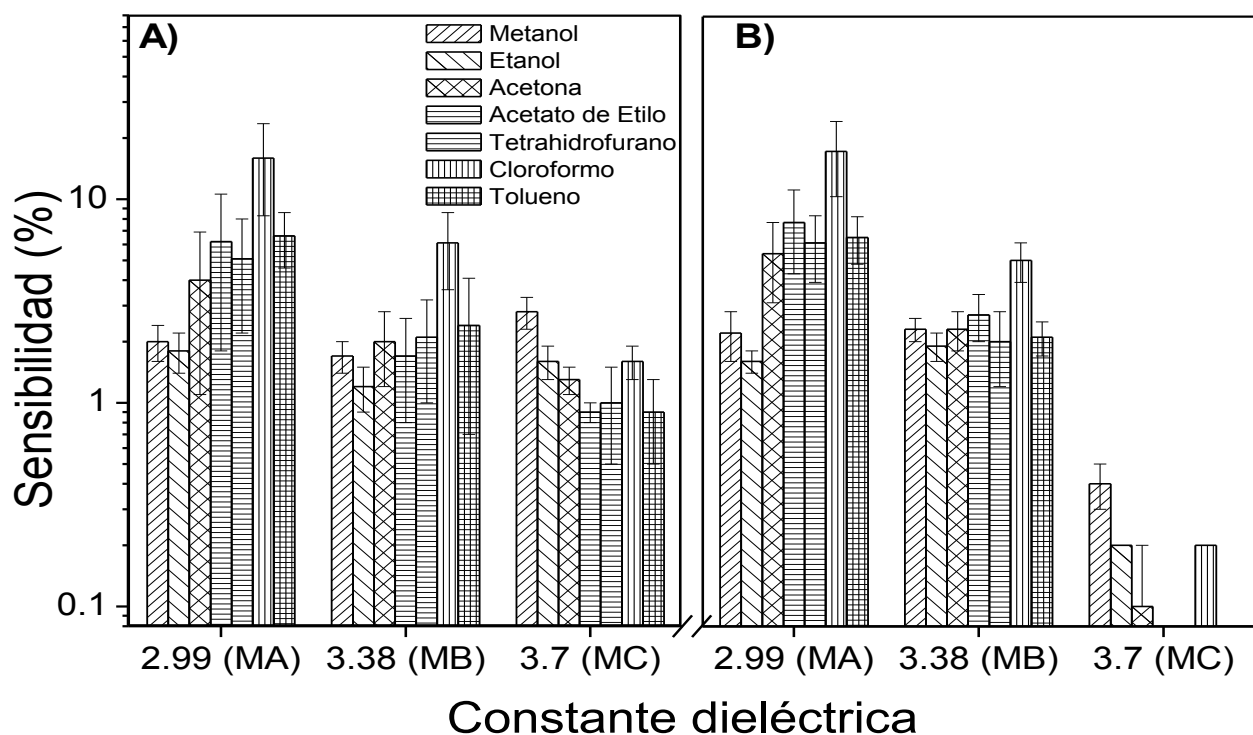 A)
Metanol
Etanol
Acetona
Acetato de Etilo
Tetrahidrofurano
Cloroformo
Tolueno
B)
Sensibilidad (%)
10
1
0.1
2.99 (MA) 3.38 (MB) 3.7 (MC) 2.99 (MA) 3.38 (MB) 3.7 (MC)
Constante dieléctrica